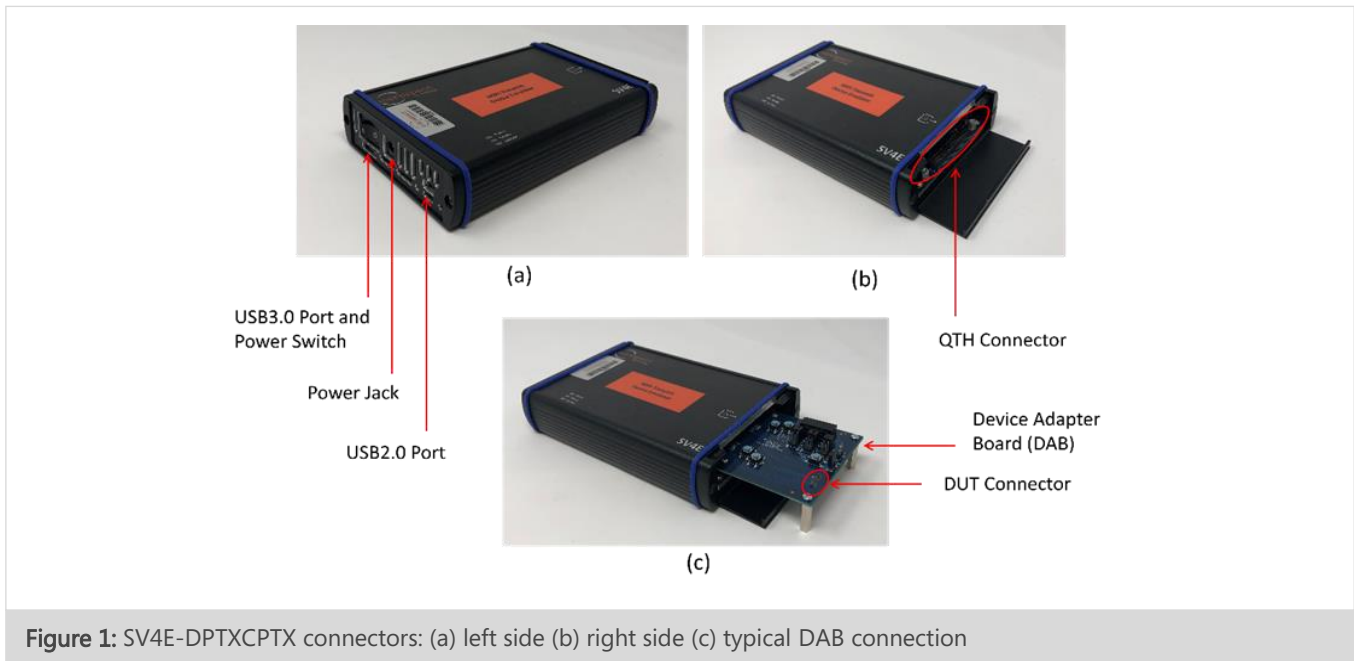 SV4E
SV4E
(a)
(b)
USB3.0 Port and
Power Switch
Power Jack
USB2.0 Port
QTH Connector
SV4E
Device Adapter
Board (DAB)
DUT Connector
(c)
Figure 1: SV4E-DPTXCPTX connectors: (a) left side (b) right side (c) typical DAB connection